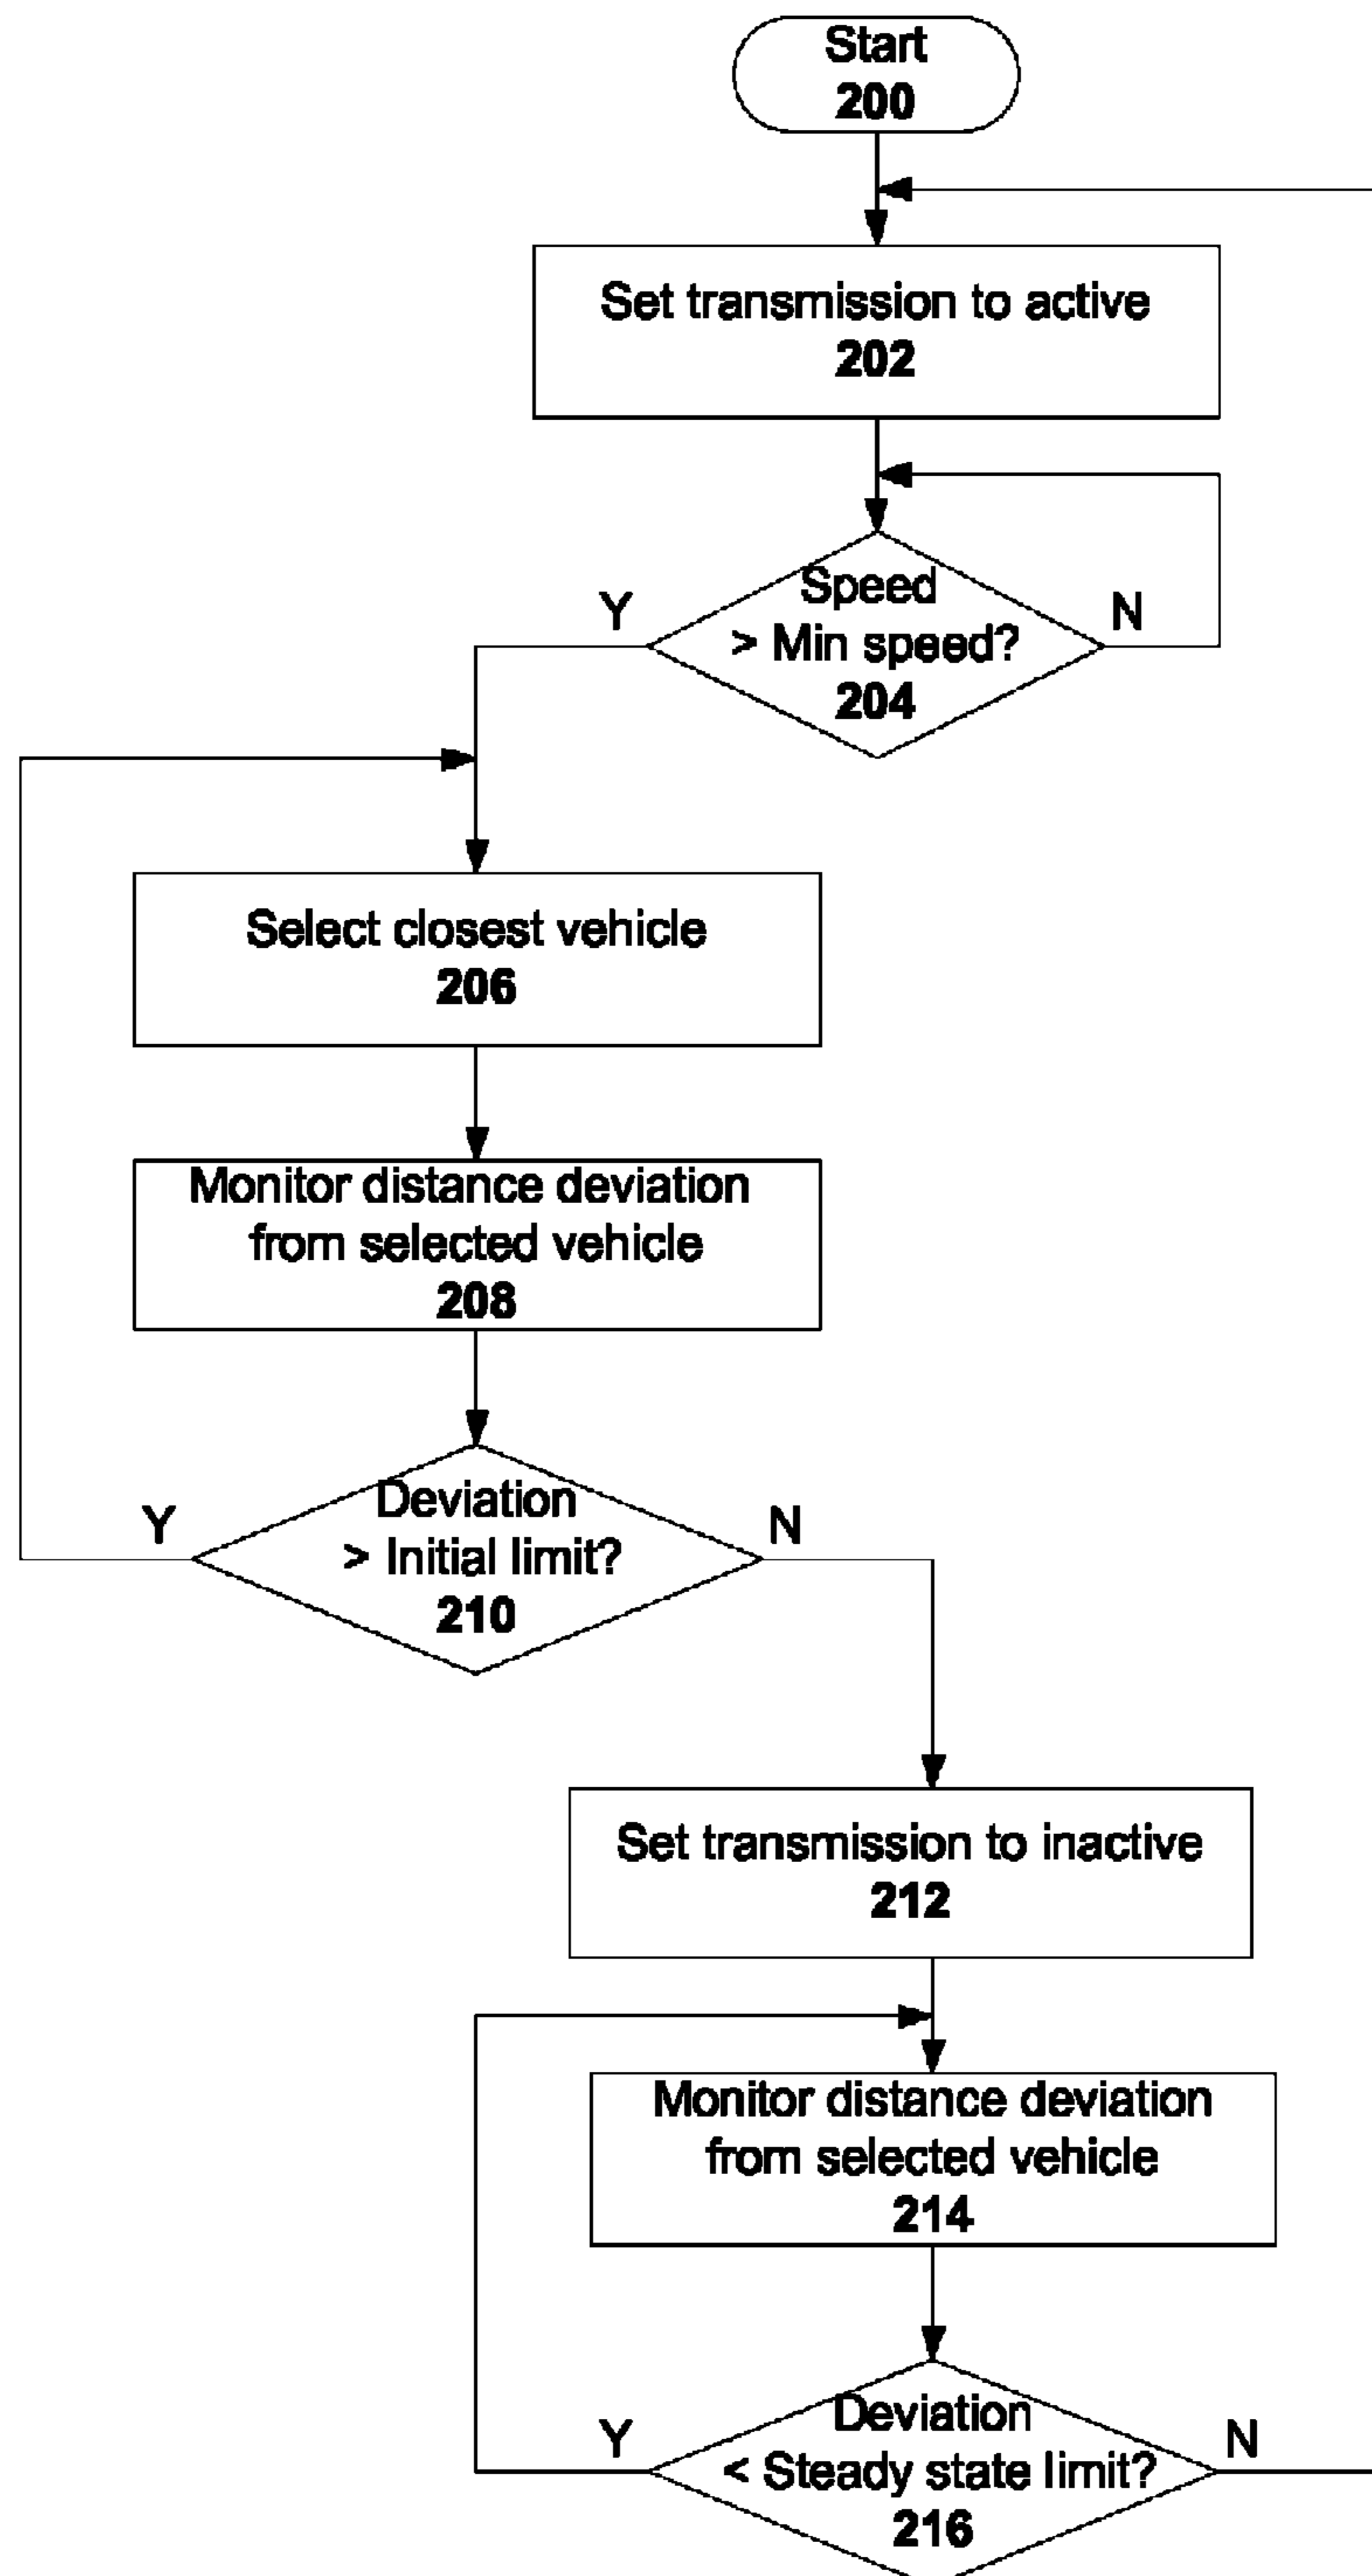 Start
200
Set transmission to active
202
Speed
> Min speed?
204
Y
N
Select closest vehicle
206
Monitor distance deviation
from selected vehicle
208
Deviation
> Initial limit?
210
Y
N
Set transmission to inactive
212
Monitor distance deviation
from selected vehicle
214
Deviation
< Steady state limit?
216
Y
N